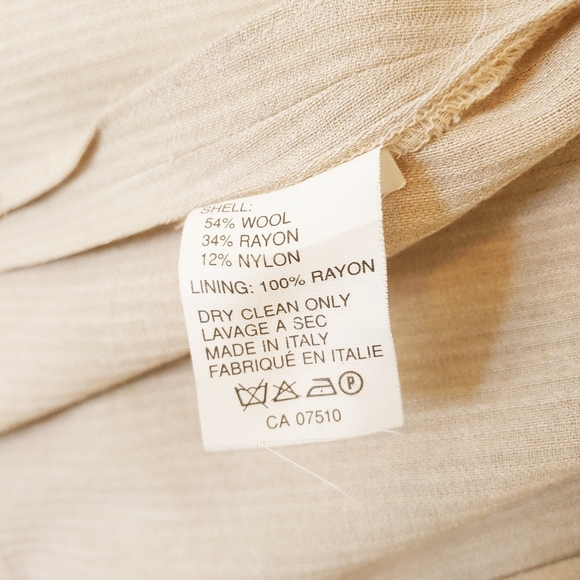 SHELL:
54% WOOL
34% RAYON
12% NYLON
LINING: 100% RAYON
DRY CLEAN ONLY
LAVAGE A SEC
MADE IN ITALY
FABRIQUÉ EN ITALIE
P
CA 07510